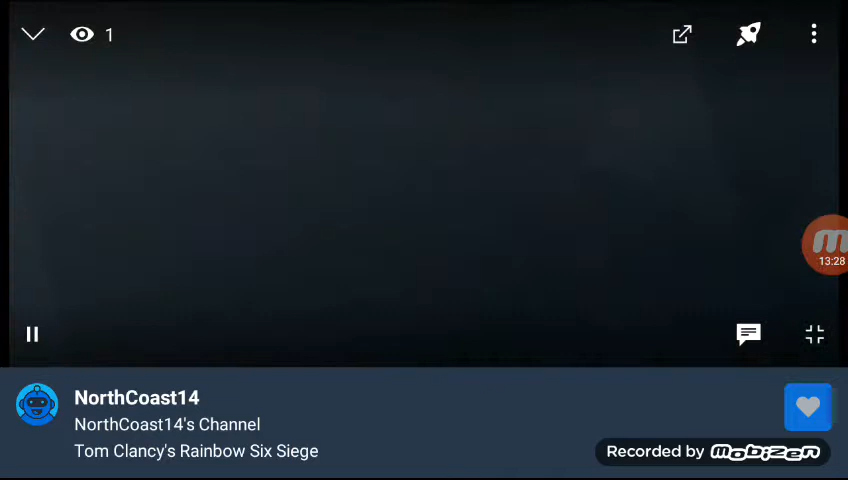 1
13:28
NorthCoast14
NorthCoast14's Channel
Tom Clancy's Rainbow Six Siege
Recorded by mobizen